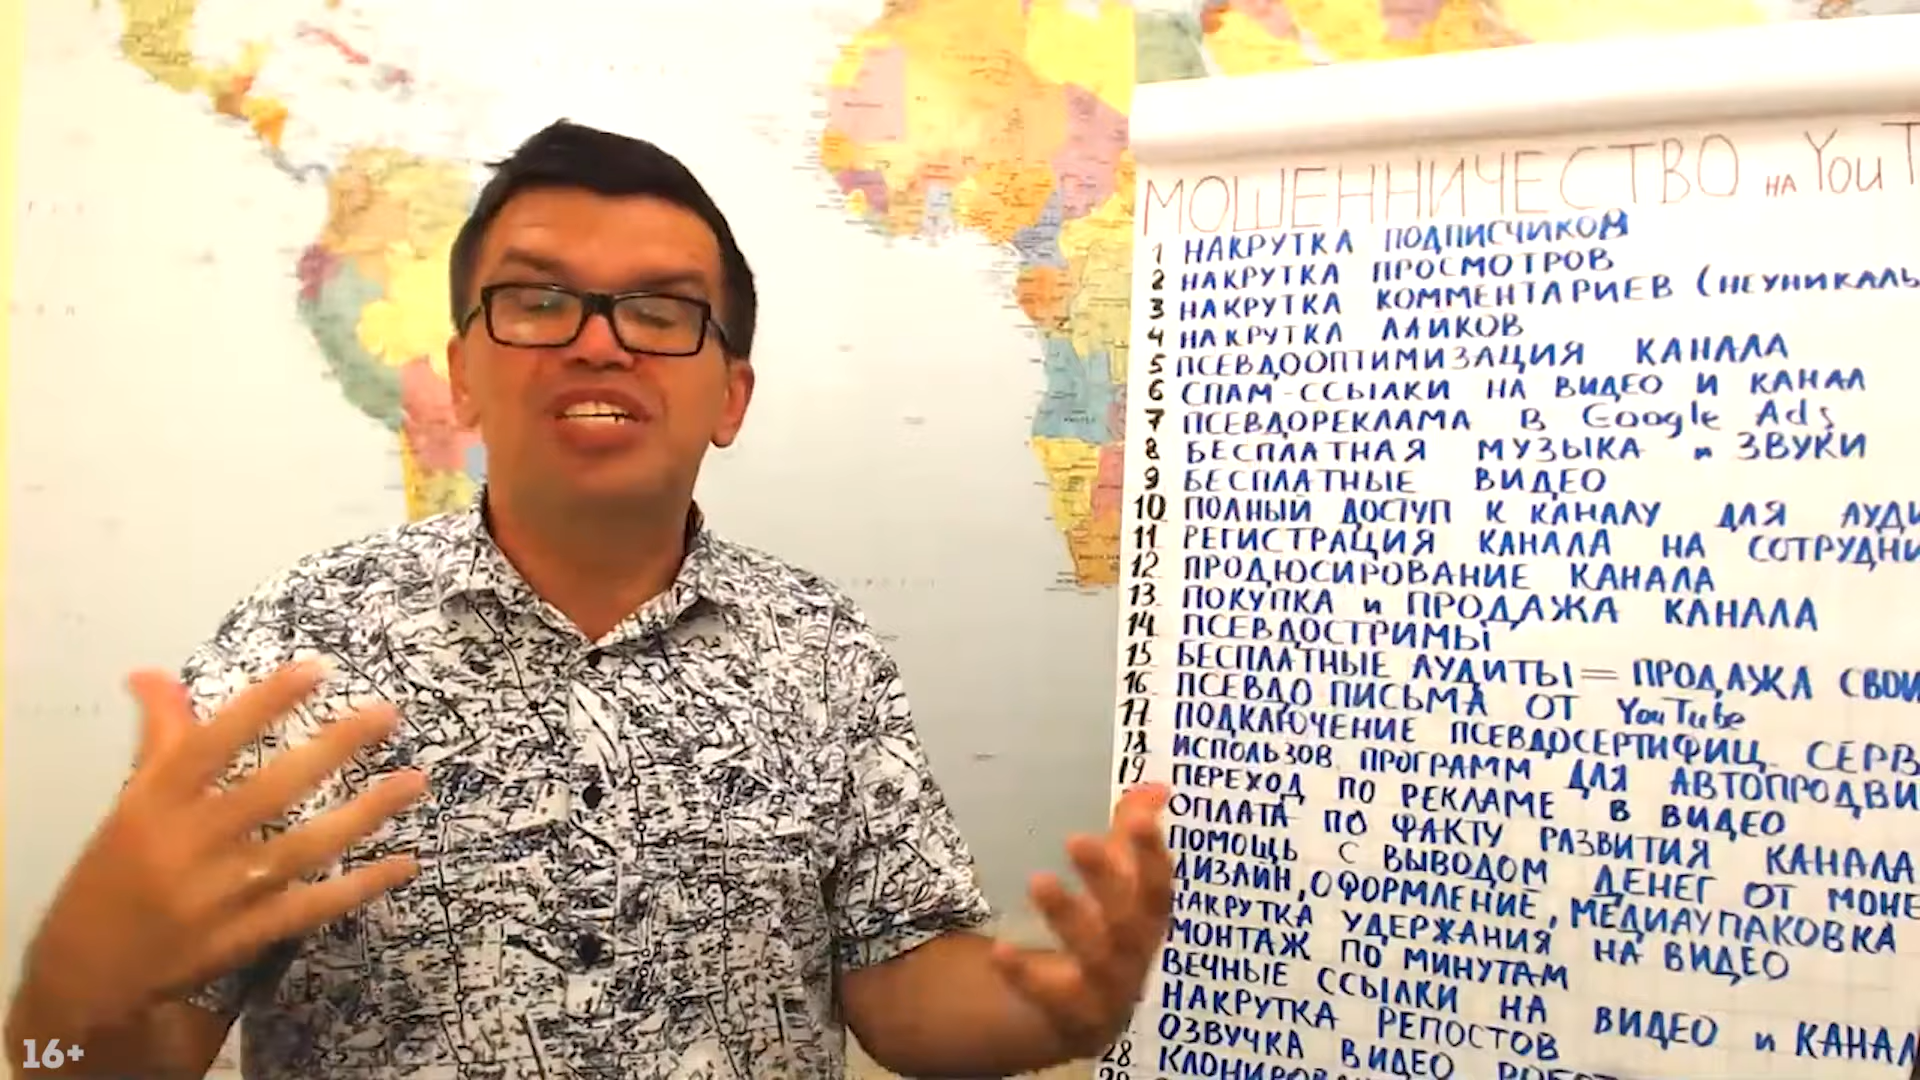 МОШЕННИЧЕСТВО НА YouT
1 НАКРУТКА ПОДПИСЧИКОМ
2 НАКРУТКА ПРОСМОТРОВ
3 НАКРУТКА КОММЕНТАРИЕВ (НЕУНИКАЛЬ
4 НАКРУТКА ЛАЙКОВ
5 ПСЕВДООПТИМИЗАЦИЯ КАНАЛА
6 СПАМ-ССЫЛКИ НА ВИДЕО И КАНАЛ
7 ПСЕВДОРЕКЛАМА В Google Ads
8 БЕСПЛАТНАЯ МУЗЫКА и ЗВУКИ
9 БЕСПЛАТНЫЕ ВИДЕО
10 ПОЛНЫЙ ДОСТУП К КАНАЛУ ДЛЯ АУДИ
11 РЕГИСТРАЦИЯ КАНАЛА НА СОТРУДНИ
12 ПРОДЮСИРОВАНИЕ КАНАЛА
13. ПОКУПКА и ПРОДАЖА КАНАЛА
14. ПСЕВДОСТРИМЫ
15. БЕСПЛАТНЫЕ АУДИТЫ = ПРОДАЖА СВОИ
16. ПСЕВДО ПИСЬМА ОТ YouTube
17. ПОДКЛЮЧЕНИЕ ПСЕВДОСЕРТИФИЦ. СЕРВ
18. ИСПОЛЬЗОВ. ПРОГРАММ ДЛЯ АВТОПРОДВИ
19. ПЕРЕХОД ПО РЕКЛАМЕ В ВИДЕО
ОПЛАТА ПО ФАКТУ РАЗВИТИЯ КАНАЛА
ПОМОЩЬ С ВЫВОДОМ ДЕНЕГ ОТ МОНЕ
ДИЗАЙН, ОФОРМЛЕНИЕ, МЕДИАУПАКОВКА
НАКРУТКА УДЕРЖАНИЯ НА ВИДЕО
МОНТАЖ ПО МИНУТАМ
ВЕЧНЫЕ ССЫЛКИ НА ВИДЕО и КАНАЛ
НАКРУТКА РЕПОСТОВ
ОЗВУЧКА ВИДЕО
28. КЛОНИРОВА
16+